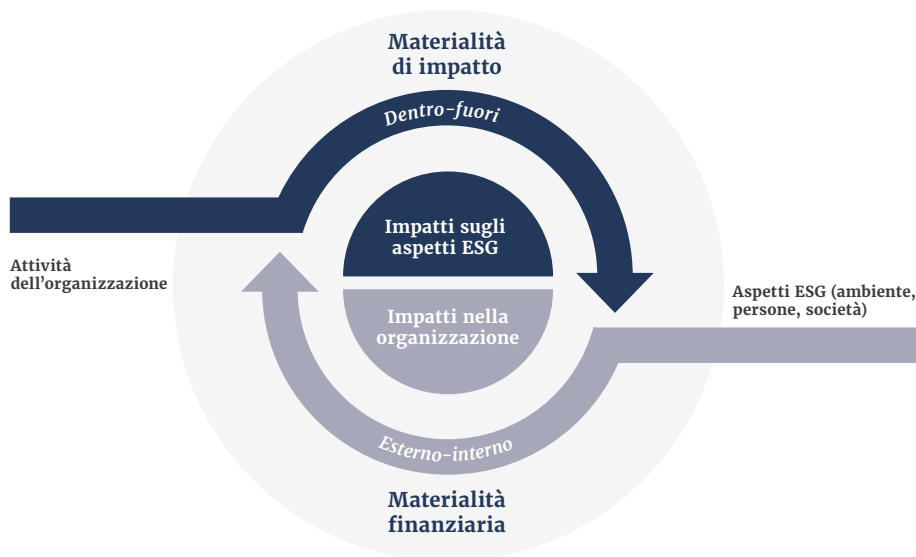 Materialità
di impatto
Dentro-fuori
Impatti sugli
aspetti ESG
Attività
dell'organizzazione
Aspetti ESG (ambiente,
persone, società)
Impatti nella
organizzazione
Esterno-interno
Materialità
finanziaria